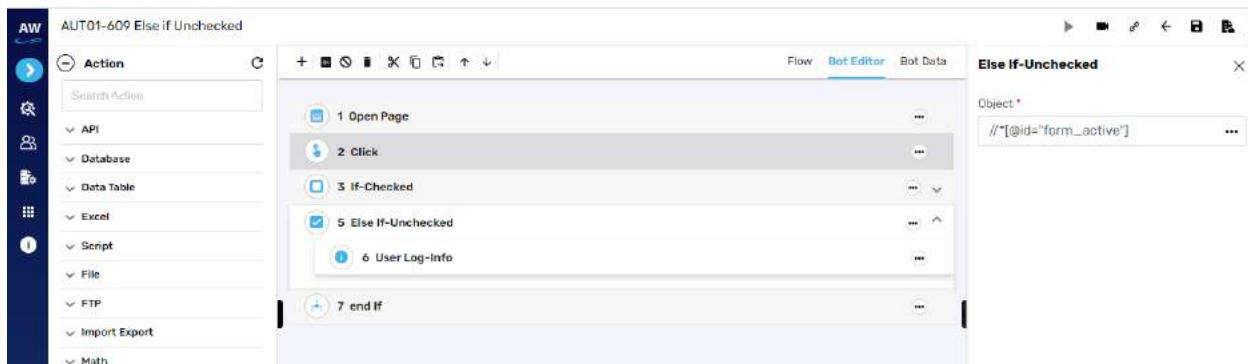 AW
AUT01-609 Else if Unchecked
Action
Search Action
API
Database
Data Table
Excel
Script
File
FTP
Import Export
Math
Flow Bot Editor Bot Data
1 Open Page
2 Click
3 If-Checked
5 Else If-Unchecked
6 User Log-Info
7 end If
Else If-Unchecked
Object *
//*[@id="form_active"]